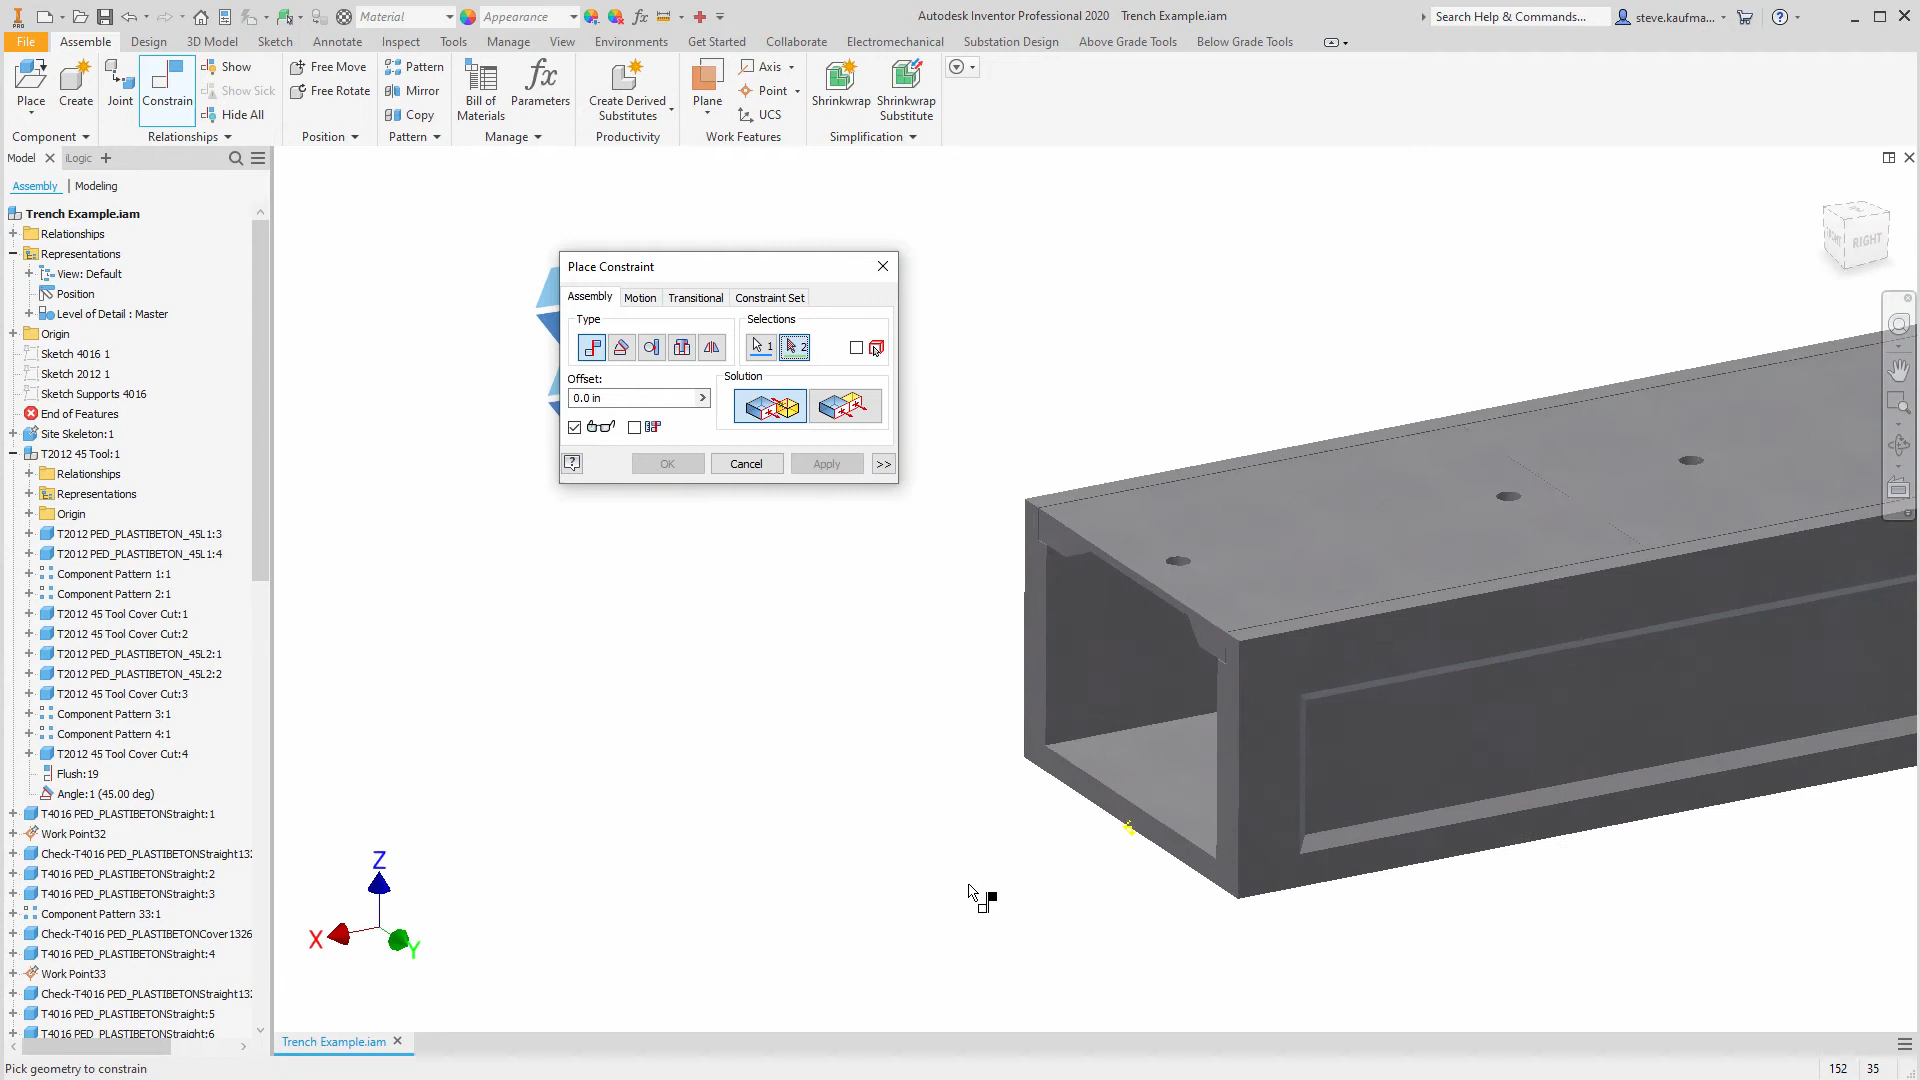 PRO
Material
Appearance
fx
Autodesk Inventor Professional 2020 Trench Example.iam
Search Help & Commands...
steve.kaufma...
File Assemble Design 3D Model Sketch Annotate Inspect Tools Manage View Environments Get Started Collaborate Electromechanical Substation Design Above Grade Tools Below Grade Tools
Place
Create
Joint
Constrain
Show
Show Sick
Hide All
Free Move
Free Rotate
Pattern
Mirror
Copy
Bill of
Materials
fx
Parameters
Create Derived
Substitutes
Plane
Axis
Point
UCS
Shrinkwrap
Shrinkwrap
Substitute
Component Relationships Position Pattern Manage Productivity Work Features Simplification
Model iLogic
Assembly Modeling
Trench Example.iam
Relationships
Representations
View: Default
Position
Level of Detail : Master
Origin
Sketch 4016 1
Sketch 2012 1
Sketch Supports 4016
End of Features
Site Skeleton:1
T2012 45 Tool:1
Relationships
Representations
Origin
T2012 PED_PLASTIBETON_45L1:3
T2012 PED_PLASTIBETON_45L1:4
Component Pattern 1:1
Component Pattern 2:1
T2012 45 Tool Cover Cut:1
T2012 45 Tool Cover Cut:2
T2012 PED_PLASTIBETON_45L2:1
T2012 PED_PLASTIBETON_45L2:2
T2012 45 Tool Cover Cut:3
Component Pattern 3:1
Component Pattern 4:1
T2012 45 Tool Cover Cut:4
Flush:19
Angle:1 (45.00 deg)
T4016 PED_PLASTIBETONStraight:1
Work Point32
Check-T4016 PED_PLASTIBETONStraight132
T4016 PED_PLASTIBETONStraight:2
T4016 PED_PLASTIBETONStraight:3
Component Pattern 33:1
Check-T4016 PED_PLASTIBETONCover1326
T4016 PED_PLASTIBETONStraight:4
Work Point33
Check-T4016 PED_PLASTIBETONStraight132
T4016 PED_PLASTIBETONStraight:5
T4016 PED_PLASTIBETONStraight:6
Place Constraint
Assembly Motion Transitional Constraint Set
Type
Selections
1
2
Offset:
0.0 in
Solution
OK
Cancel
Apply
>>
RIGHT
Z
X
Y
Trench Example.iam
Pick geometry to constrain
152 35